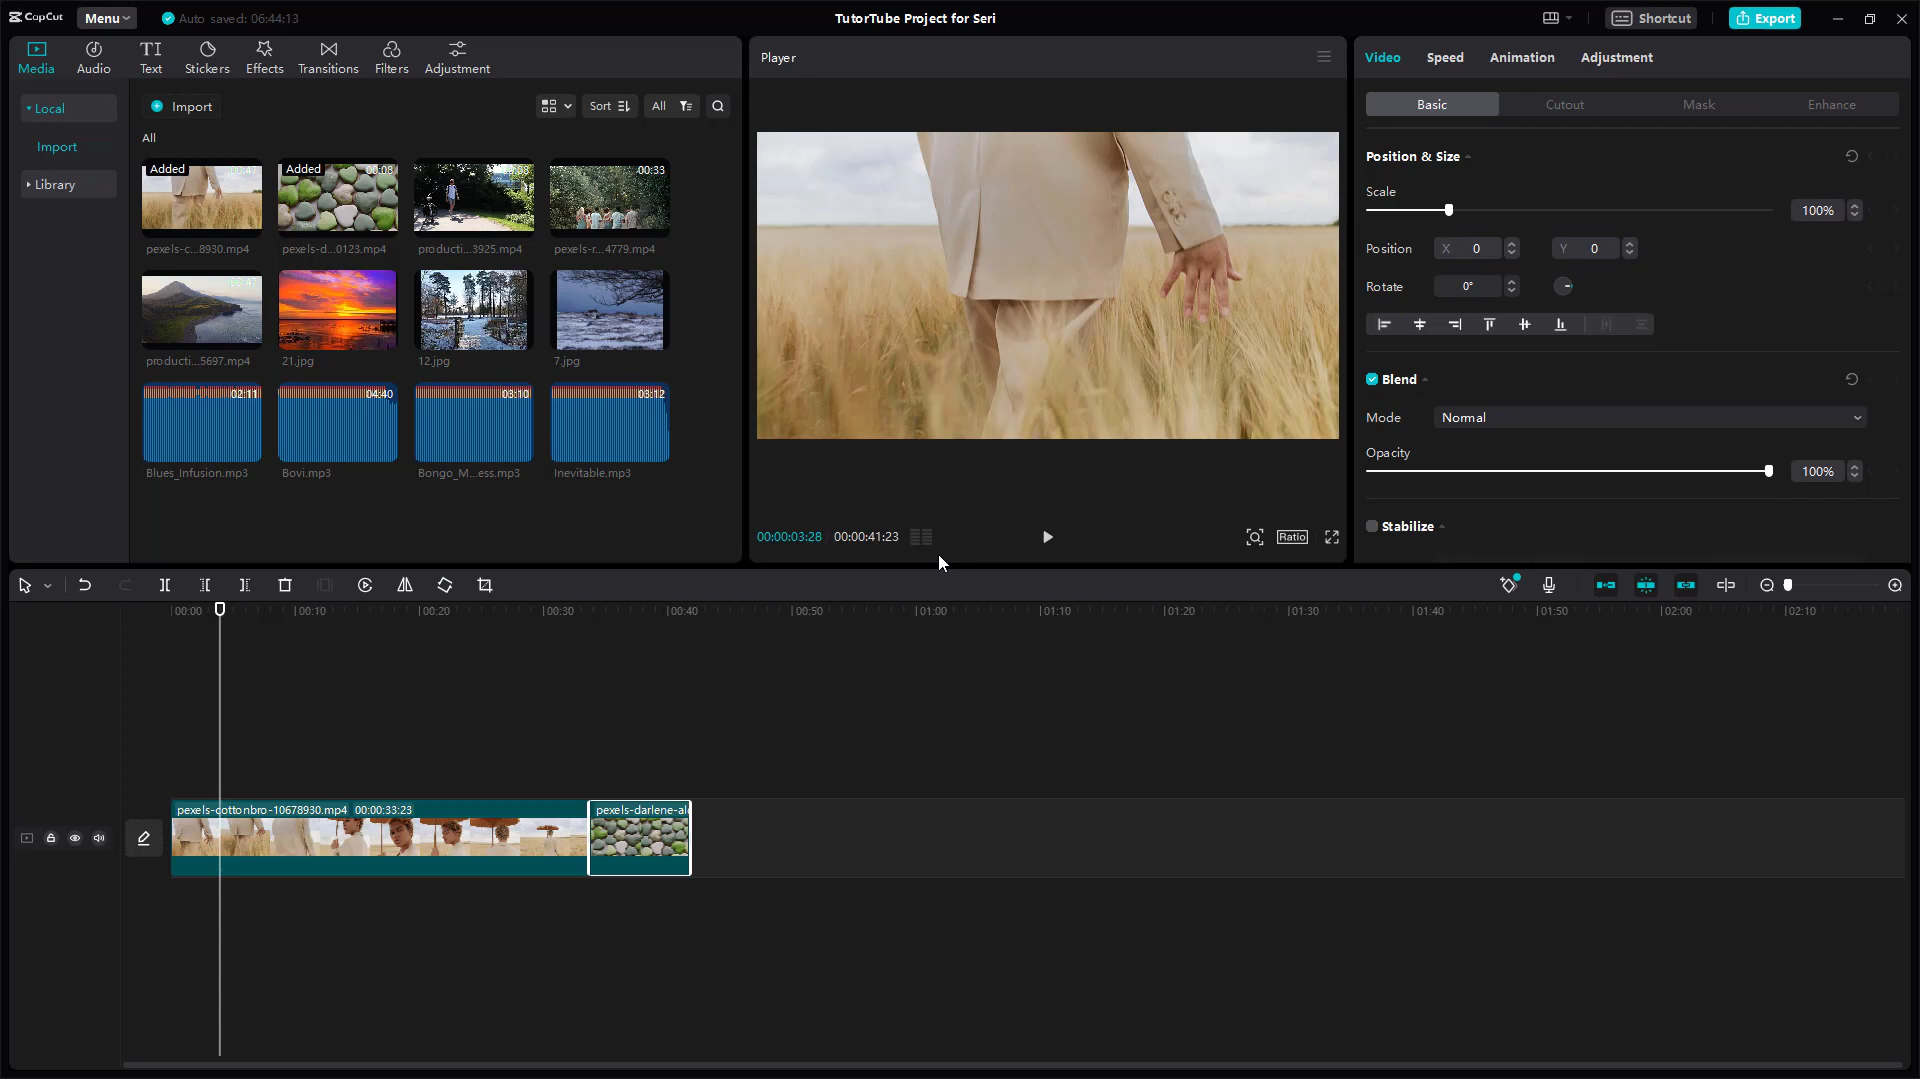 CapCut
Menu
Auto saved: 06:44:13
TutorTube Project for Seri
Shortcut
Export
Media
Audio
TI
Text
Stickers
Effects
Transitions
Filters
Adjustment
Local
Import
Library
Import
Sort
All
All
Added
00:47
Added
00:08
00:08
00:33
pexels-c...8930.mp4
pexels-d...0123.mp4
producti...3925.mp4
pexels-r...4779.mp4
00:47
producti...5697.mp4
21.jpg
12.jpg
7.jpg
02:11
04:40
03:10
03:12
Blues_Infusion.mp3
Bovi.mp3
Bongo_M...ess.mp3
Inevitable.mp3
Player
00:00:03:28
00:00:41:23
Ratio
Video
Speed
Animation
Adjustment
Basic
Cutout
Mask
Enhance
Position & Size
Scale
100%
Position
X 0
Y 0
Rotate
0°
Blend
Mode
Normal
Opacity
100%
Stabilize
00:00
00:10
00:20
00:30
00:40
00:50
01:00
01:10
01:20
01:30
01:40
01:50
02:00
02:10
pexels-cottonbro-10678930.mp4 00:00:33:23
pexels-darlene-al